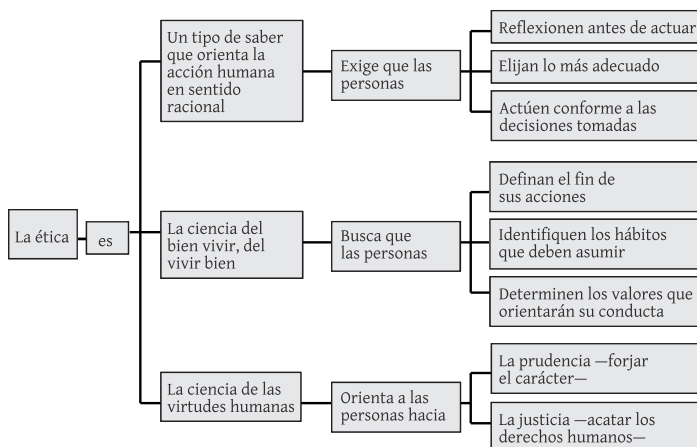 La ética
es
Un tipo de saber
que orienta la
acción humana
en sentido
racional
Exige que las
personas
Reflexionen antes de actuar
Elijan lo más adecuado
Actúen conforme a las
decisiones tomadas
La ciencia del
bien vivir, del
vivir bien
Busca que
las personas
Definan el fin de
sus acciones
Identifiquen los hábitos
que deben asumir
Determinen los valores que
orientarán su conducta
La ciencia de las
virtudes humanas
Orienta a las
personas hacia
La prudencia —forjar
el carácter—
La justicia —acatar los
derechos humanos—